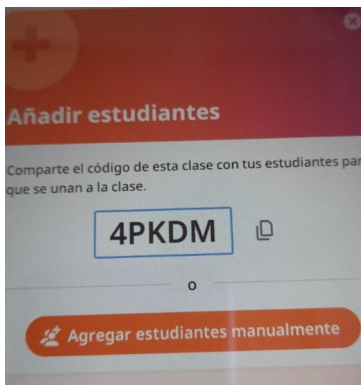 Añadir estudiantes
Comparte el código de esta clase con tus estudiantes par
que se unan a la clase.
4PKDM
o
Agregar estudiantes manualmente